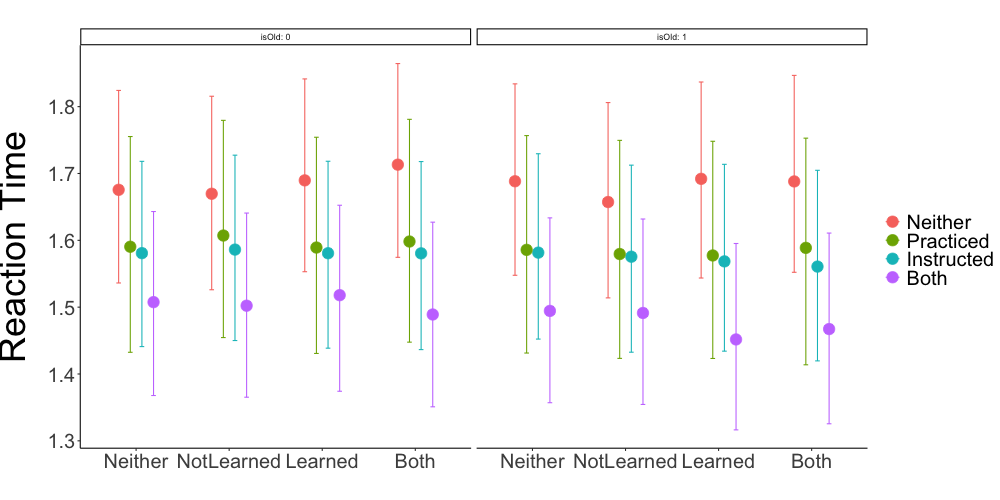 isOld: 0
isOld: 1
Reaction Time
1.8
1.7
1.6
1.5
1.4
1.3
Neither NotLearned Learned Both
Neither NotLearned Learned Both
Neither
Practiced
Instructed
Both